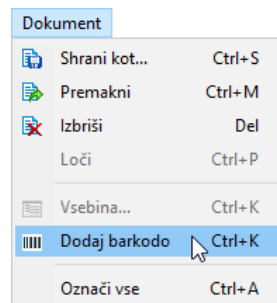 Dokument
Shrani kot... Ctrl+S
Premakni Ctrl+M
Izbriši Del
Loči Ctrl+P
Vsebina... Ctrl+K
Dodaj barkodo Ctrl+K
Označi vse Ctrl+A